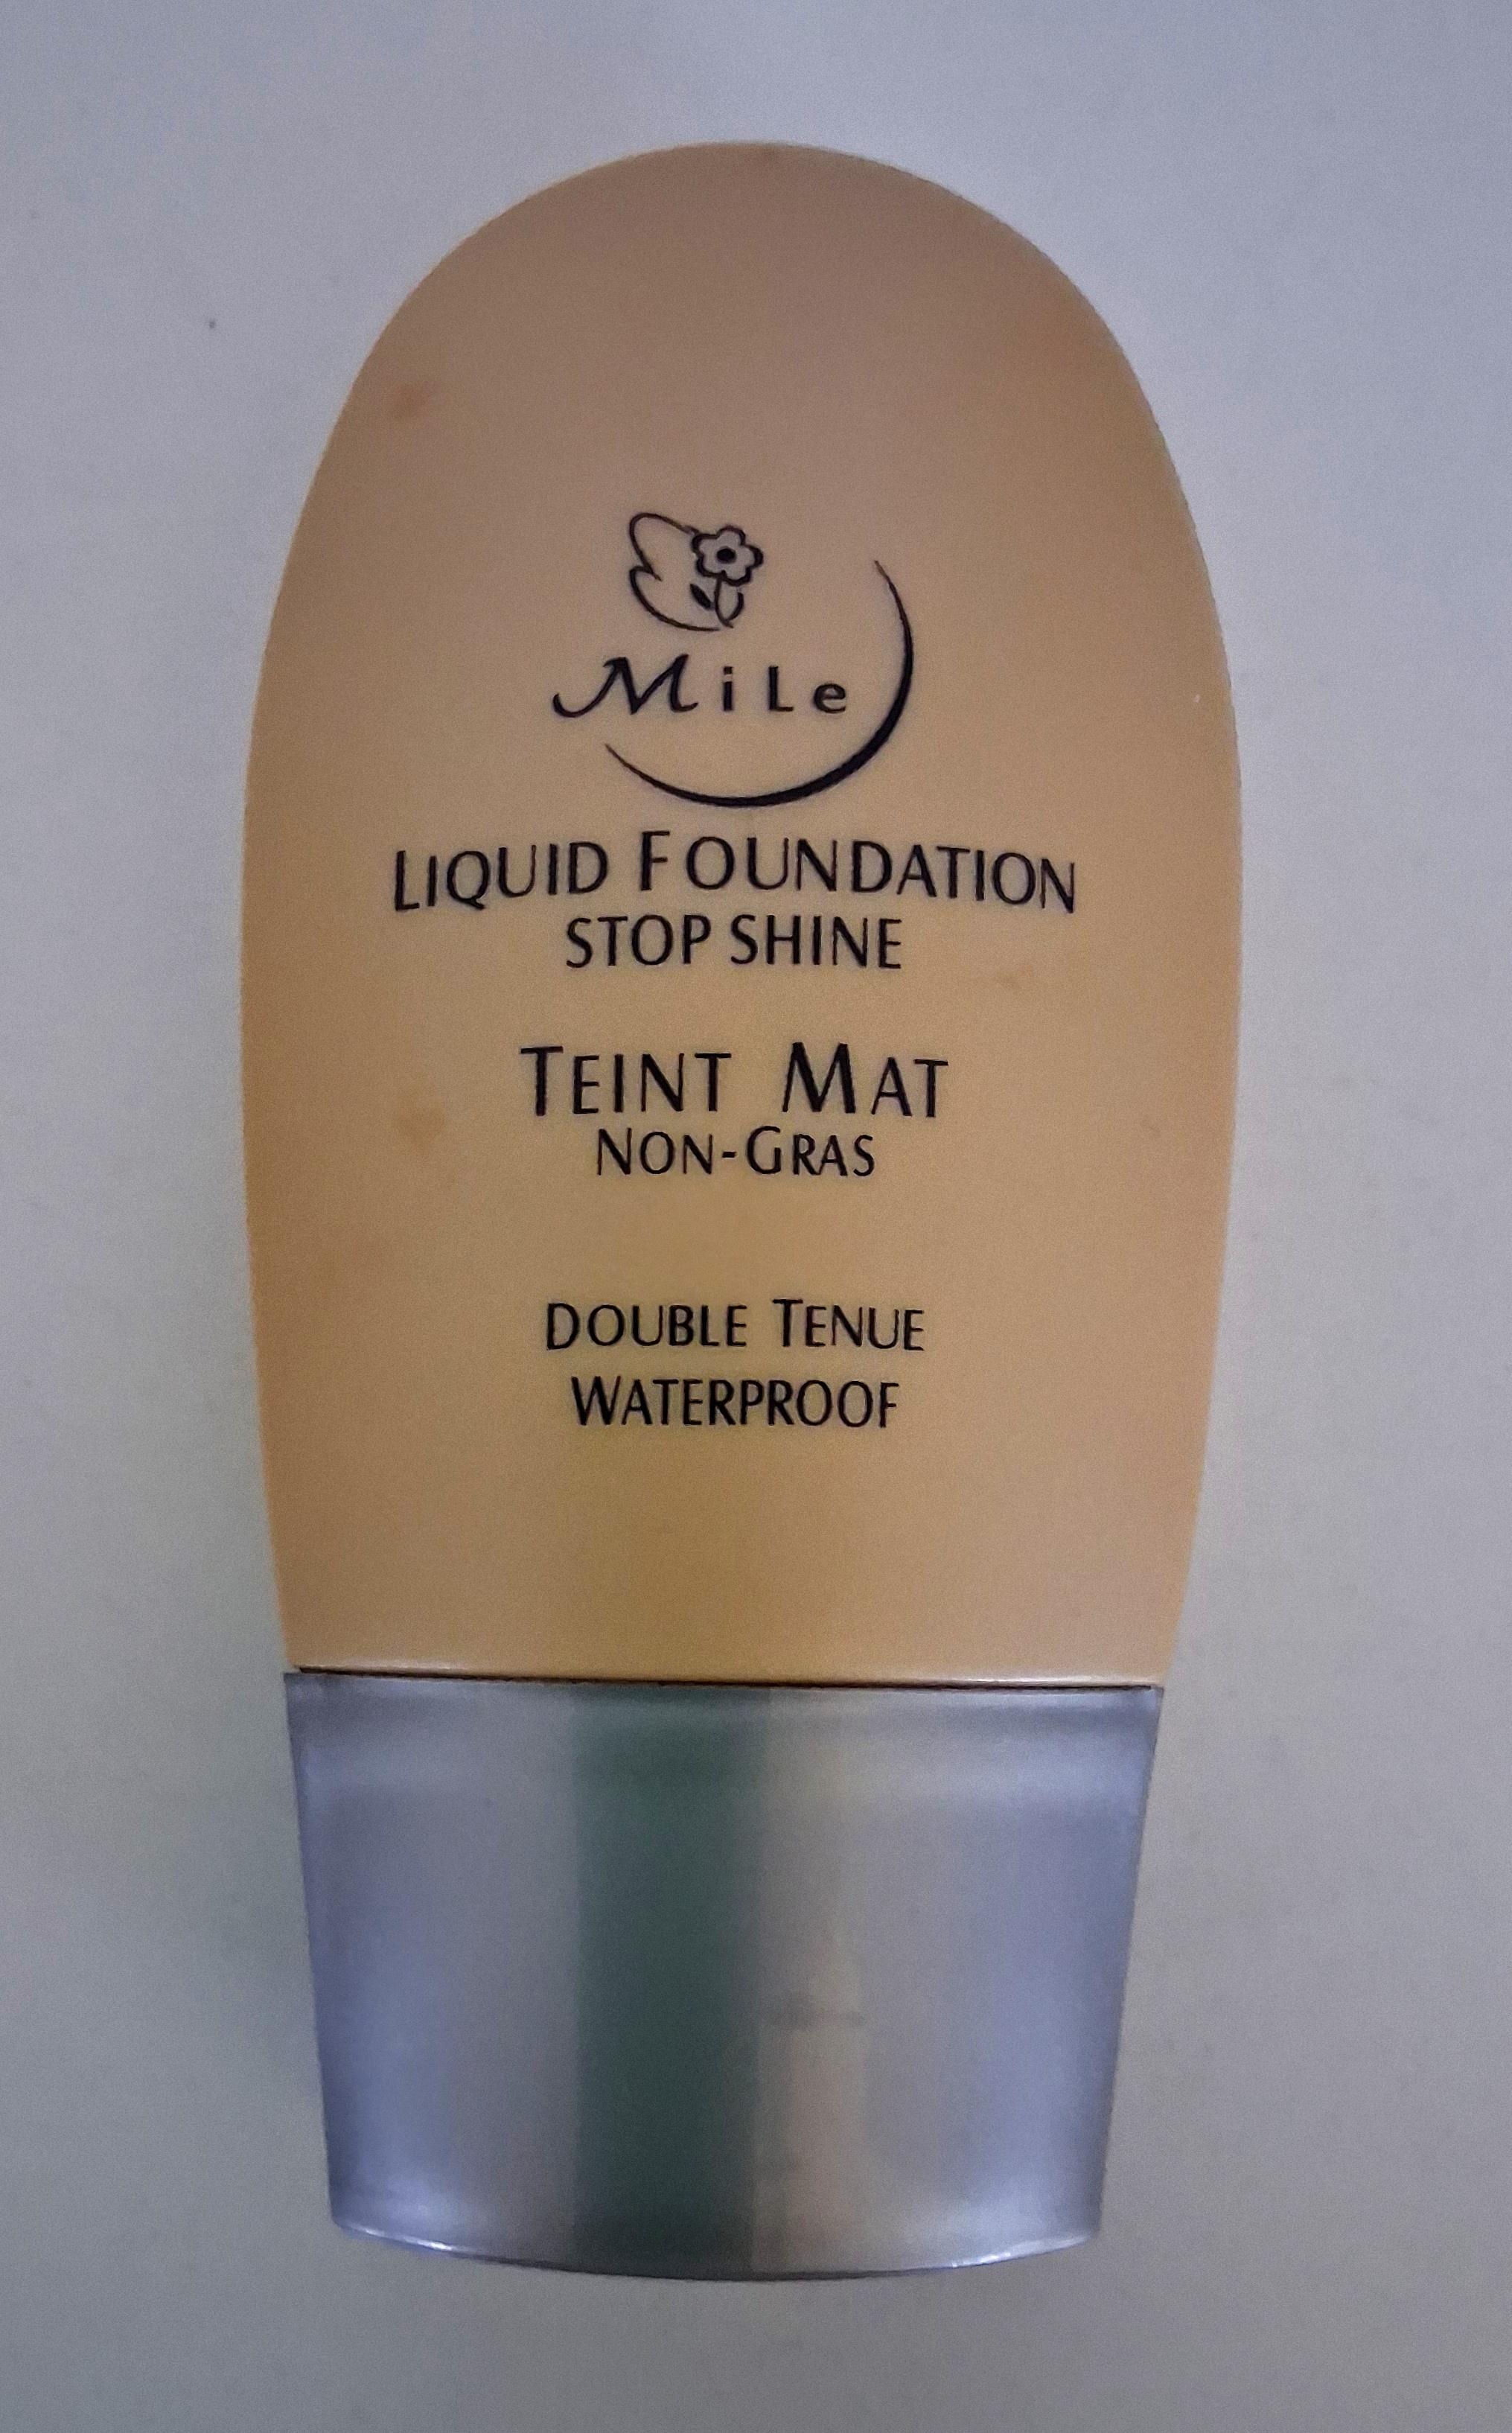 MiLe
LIQUID FOUNDATION
STOP SHINE
TEINT MAT
NON-GRAS
DOUBLE TENUE
WATERPROOF